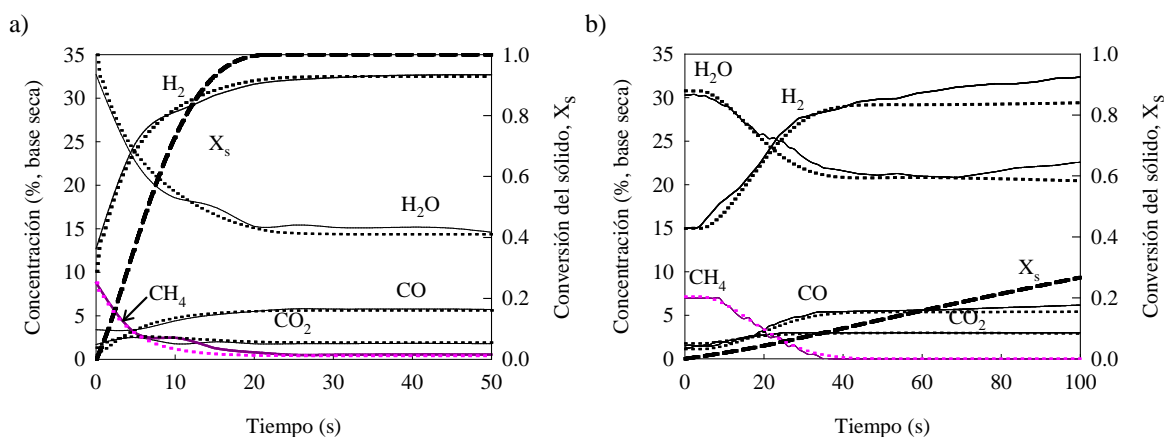 a)
35
30
25
20
15
10
5
0
Concentración (%, base seca)
1.0
0.8
0.6
0.4
0.2
0.0
Conversión del sólido, X_S
H₂
X_s
H₂O
CH₄
CO
CO₂
0 10 20 30 40 50
Tiempo (s)
b)
35
30
25
20
15
10
5
0
Concentración (%, base seca)
1.0
0.8
0.6
0.4
0.2
0.0
Conversión del sólido, X_S
H₂O
H₂
X_s
CH₄
CO
CO₂
0 20 40 60 80 100
Tiempo (s)